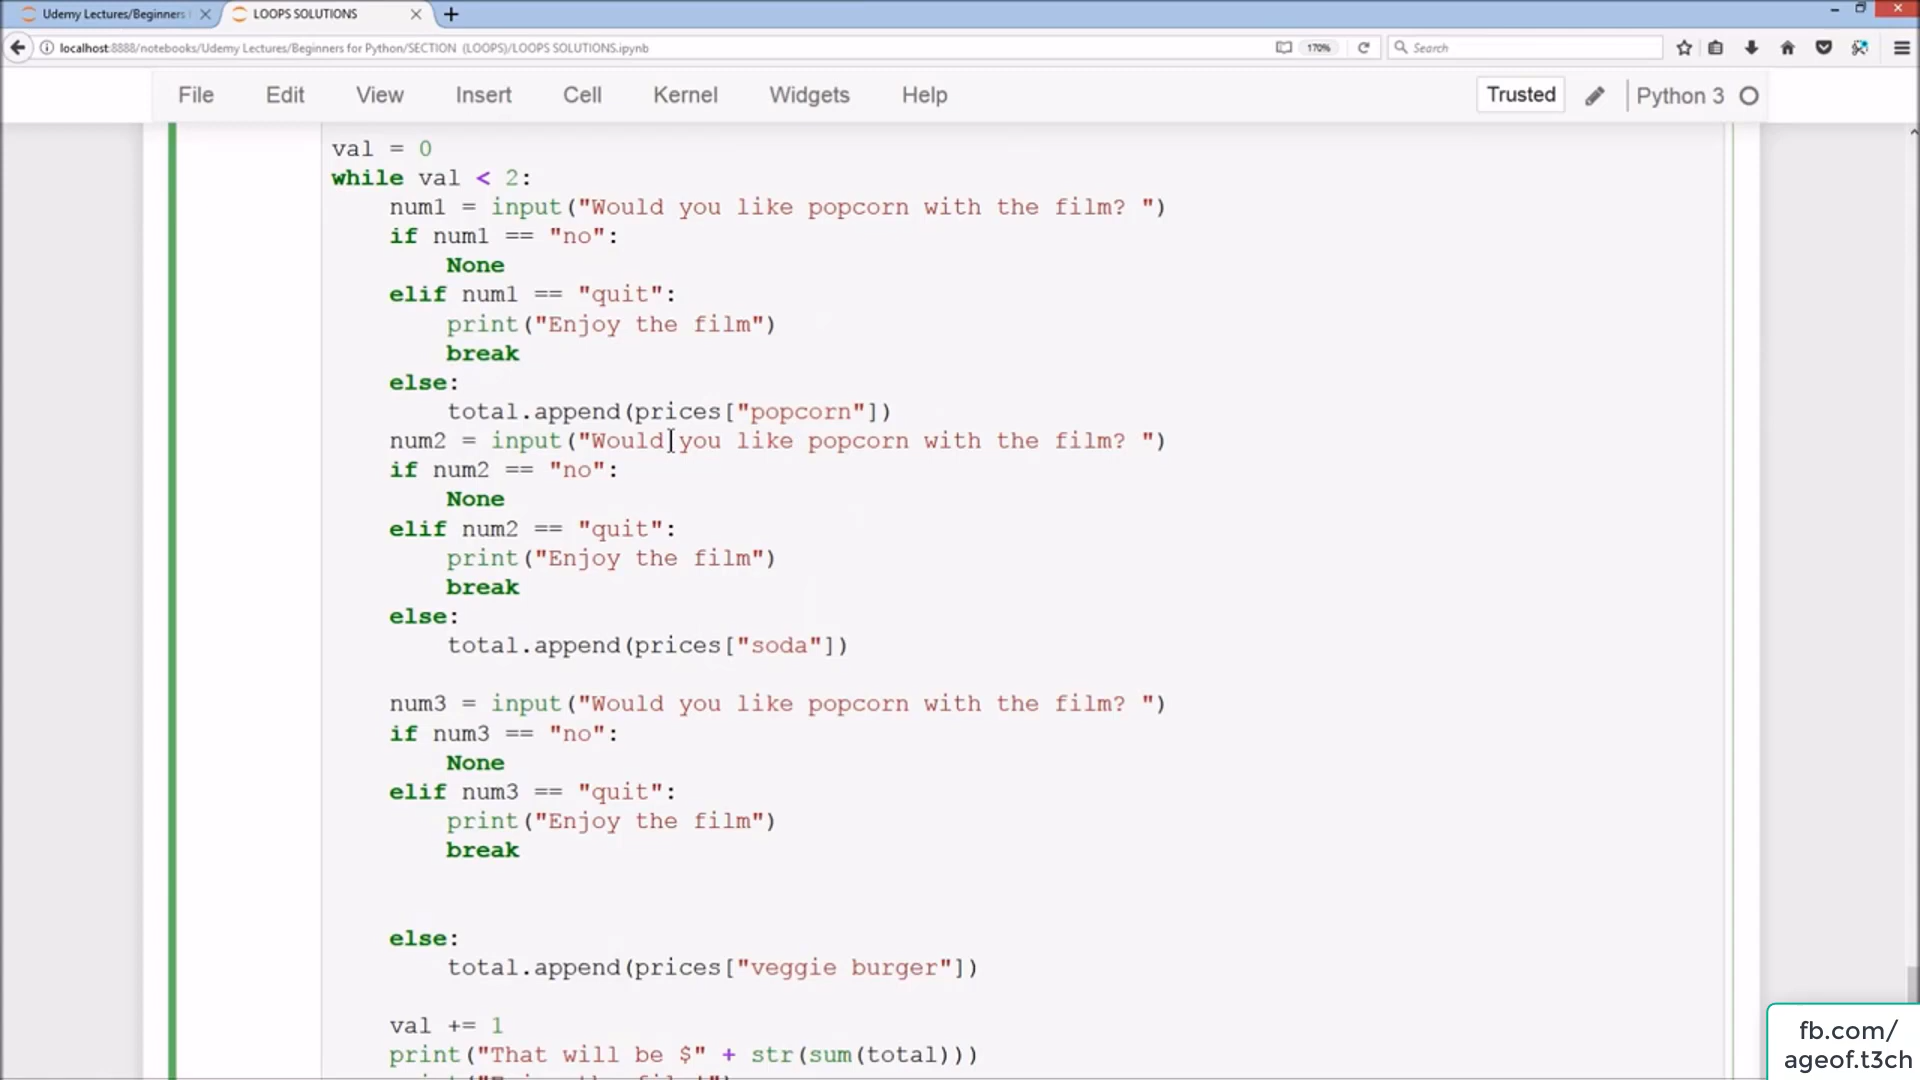 Udemy Lectures/Beginners
LOOPS SOLUTIONS
localhost:8888/notebooks/Udemy Lectures/Beginners for Python/SECTION (LOOPS)/LOOPS SOLUTIONS.ipynb
170%
Search
File Edit View Insert Cell Kernel Widgets Help
Trusted
Python 3
val = 0
while val < 2:
    num1 = input("Would you like popcorn with the film? ")
    if num1 == "no":
        None
    elif num1 == "quit":
        print("Enjoy the film")
        break
    else:
        total.append(prices["popcorn"])
    num2 = input("Would you like popcorn with the film? ")
    if num2 == "no":
        None
    elif num2 == "quit":
        print("Enjoy the film")
        break
    else:
        total.append(prices["soda"])
    num3 = input("Would you like popcorn with the film? ")
    if num3 == "no":
        None
    elif num3 == "quit":
        print("Enjoy the film")
        break
    else:
        total.append(prices["veggie burger"])
    val += 1
    print("That will be $" + str(sum(total)))
fb.com/
ageof.t3ch